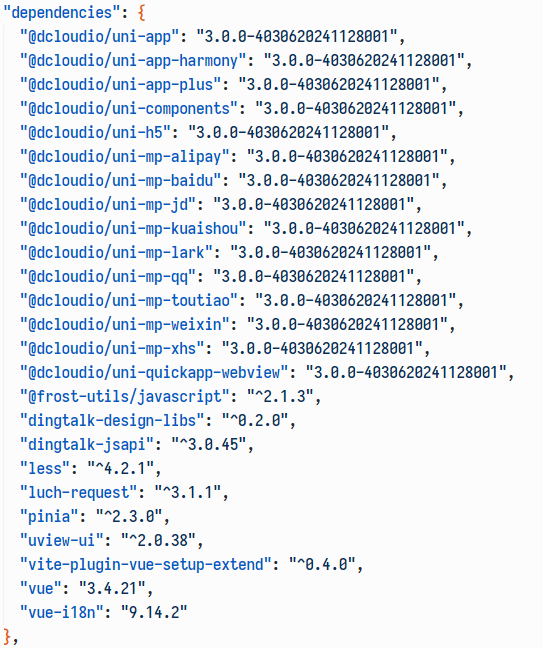 "dependencies": {
"@dcloudio/uni-app": "3.0.0-4030620241128001",
"@dcloudio/uni-app-harmony": "3.0.0-4030620241128001",
"@dcloudio/uni-app-plus": "3.0.0-4030620241128001",
"@dcloudio/uni-components": "3.0.0-4030620241128001",
"@dcloudio/uni-h5": "3.0.0-4030620241128001",
"@dcloudio/uni-mp-alipay": "3.0.0-4030620241128001",
"@dcloudio/uni-mp-baidu": "3.0.0-4030620241128001",
"@dcloudio/uni-mp-jd": "3.0.0-4030620241128001",
"@dcloudio/uni-mp-kuaishou": "3.0.0-4030620241128001",
"@dcloudio/uni-mp-lark": "3.0.0-4030620241128001",
"@dcloudio/uni-mp-qq": "3.0.0-4030620241128001",
"@dcloudio/uni-mp-toutiao": "3.0.0-4030620241128001",
"@dcloudio/uni-mp-weixin": "3.0.0-4030620241128001",
"@dcloudio/uni-mp-xhs": "3.0.0-4030620241128001",
"@dcloudio/uni-quickapp-webview": "3.0.0-4030620241128001",
"@frost-utils/javascript": "^2.1.3",
"dingtalk-design-libs": "^0.2.0",
"dingtalk-jsapi": "^3.0.45",
"less": "^4.2.1",
"luch-request": "^3.1.1",
"pinia": "^2.3.0",
"uview-ui": "^2.0.38",
"vite-plugin-vue-setup-extend": "^0.4.0",
"vue": "3.4.21",
"vue-i18n": "9.14.2"
},